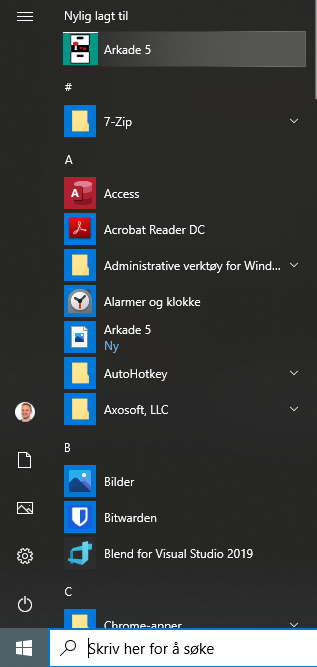 Nylig lagt til
Arkade 5
#
7-Zip
A
Access
Acrobat Reader DC
Administrative verktøy for Wind...
Alarmer og klokke
Arkade 5
Ny
AutoHotkey
Axosoft, LLC
B
Bilder
Bitwarden
Blend for Visual Studio 2019
C
Chrome-apper
Skriv her for å søke